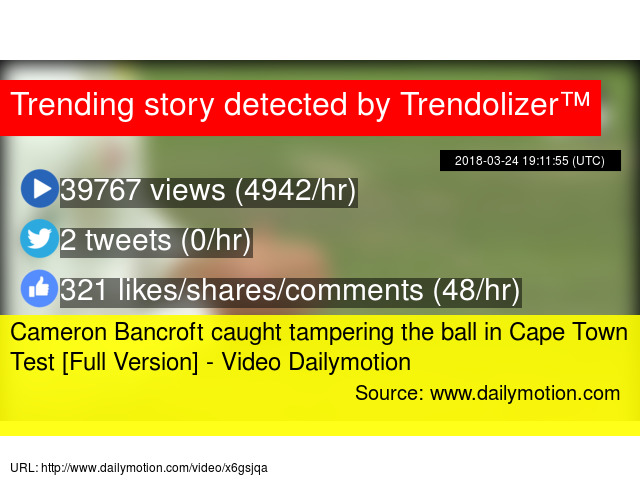 Trending story detected by Trendolizer™
2018-03-24 19:11:55 (UTC)
39767 views (4942/hr)
2 tweets (0/hr)
321 likes/shares/comments (48/hr)
Cameron Bancroft caught tampering the ball in Cape Town
Test [Full Version] - Video Dailymotion
Source: www.dailymotion.com
URL: http://www.dailymotion.com/video/x6gsjqa